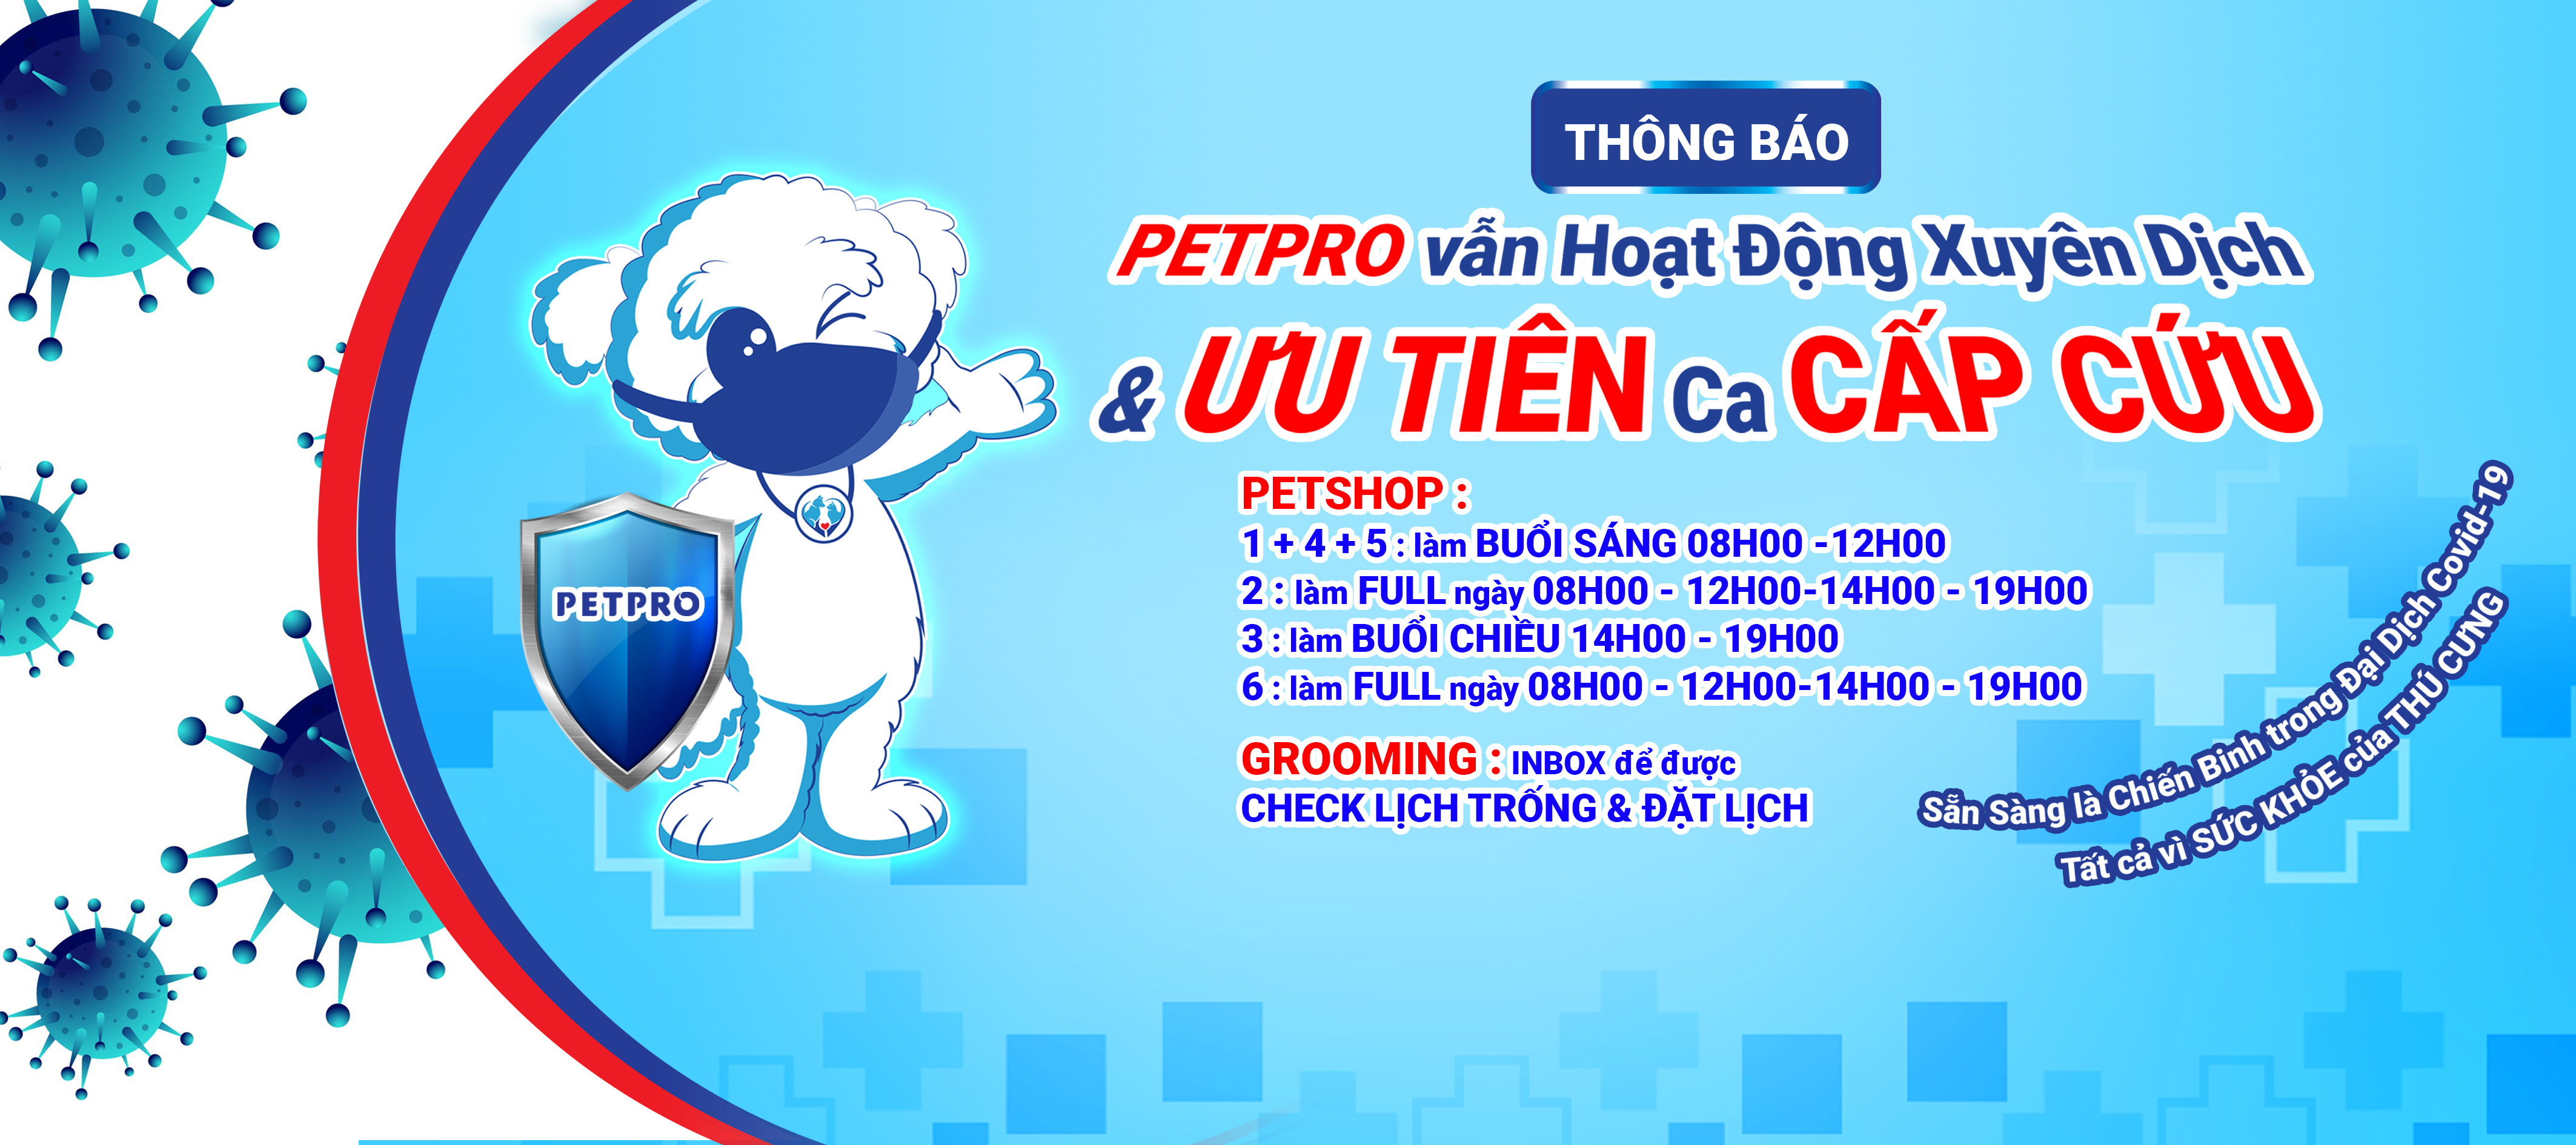 THÔNG BÁO
PETPRO vẫn Hoạt Động Xuyên Dịch
& ƯU TIÊN Ca CẤP CỨU
PETSHOP :
1 + 4 + 5 : làm BUỔI SÁNG 08H00 -12H00
2 : làm FULL ngày 08H00 - 12H00-14H00 - 19H00
3 : làm BUỔI CHIỀU 14H00 - 19H00
6 : làm FULL ngày 08H00 - 12H00-14H00 - 19H00
GROOMING : INBOX để được
CHECK LỊCH TRỐNG & ĐẶT LỊCH
Sẵn Sàng là Chiến Binh trong Đại Dịch Covid-19
Tất cả vì SỨC KHỎE của THÚ CƯNG
PETPRO